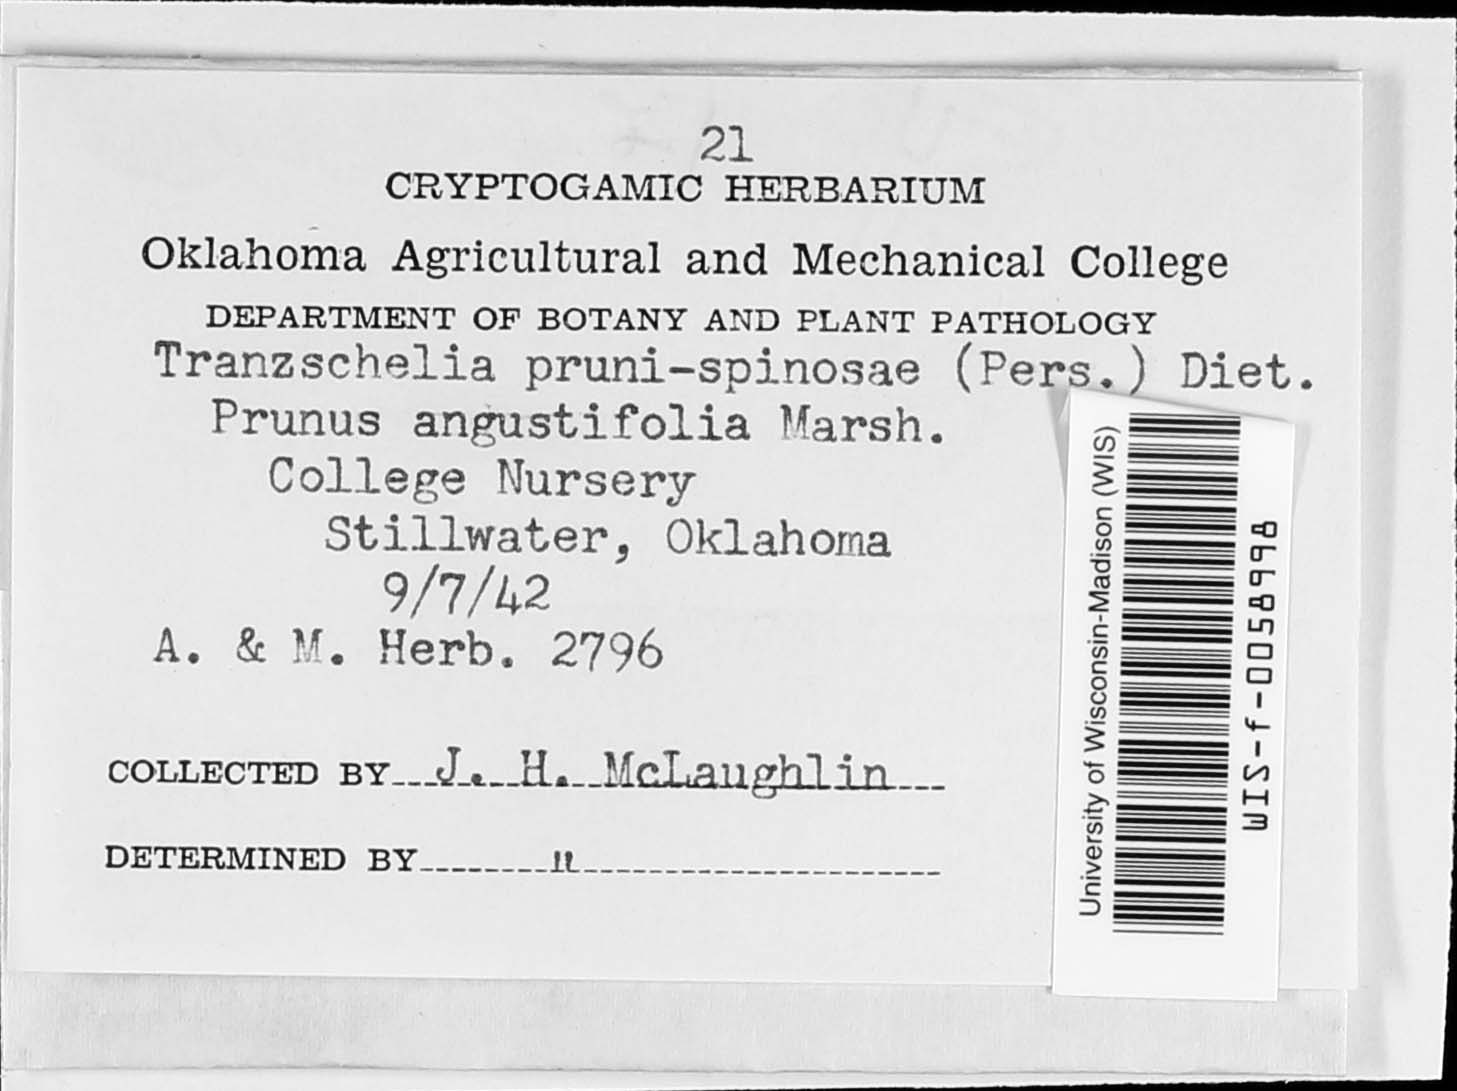 21
CRYPTOGAMIC HERBARIUM
Oklahoma Agricultural and Mechanical College
DEPARTMENT OF BOTANY AND PLANT PATHOLOGY
Tranzschelia pruni-spinosae (Pers.) Diet.
Prunus angustifolia Marsh.
College Nursery
Stillwater, Oklahoma
9/7/42
A. & M. Herb. 2796
COLLECTED BY J. H. McLaughlin
DETERMINED BY "
University of Wisconsin-Madison (WIS)
WIS-f-0058998